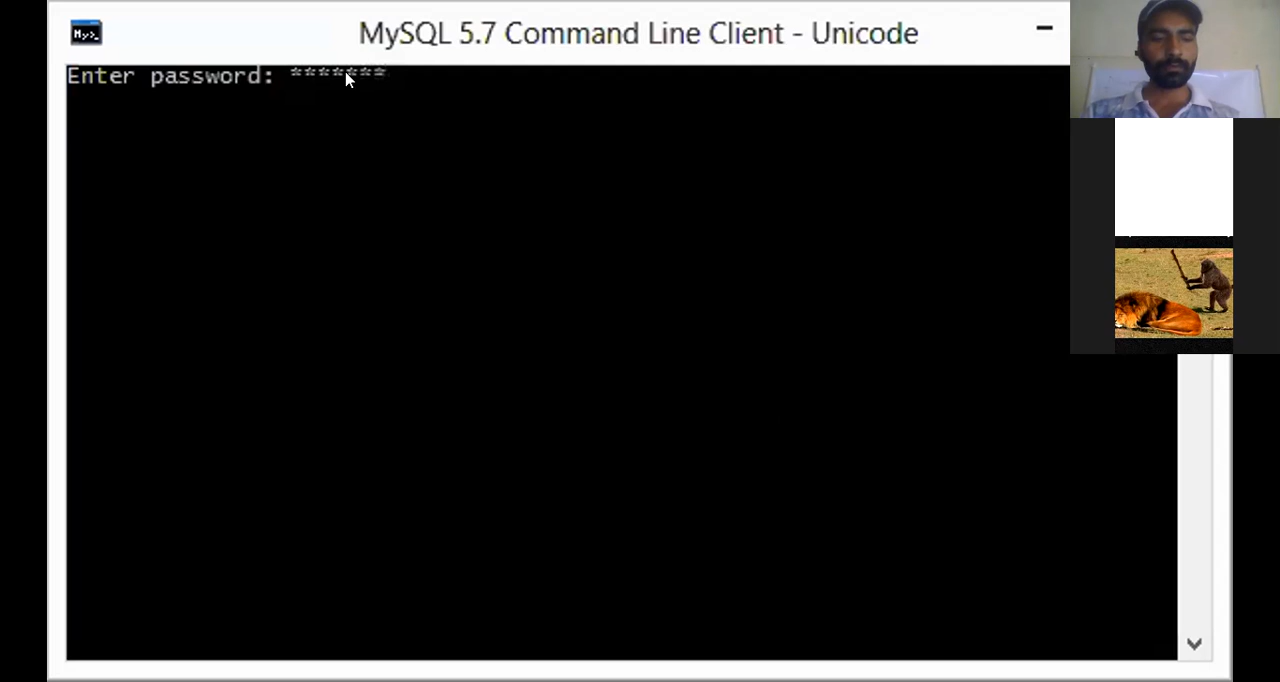 MySQL 5.7 Command Line Client - Unicode
Enter password: *******